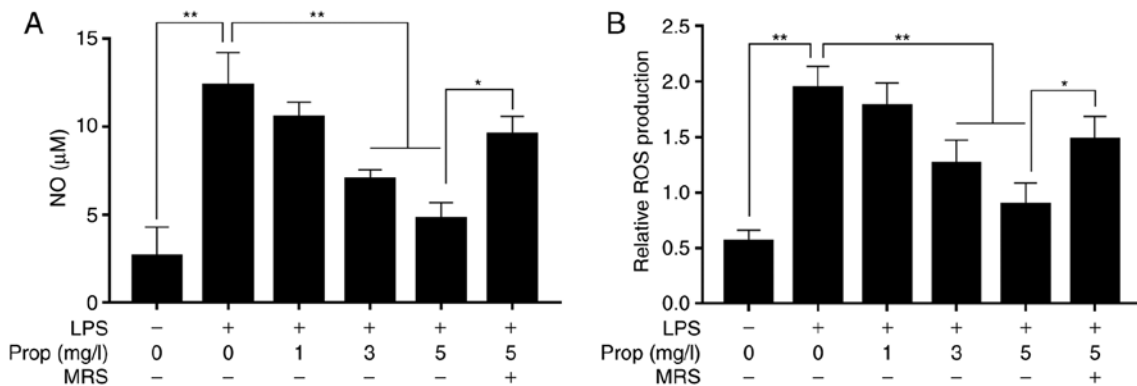 A
** **
*
NO (μM)
15
10
5
0
LPS – + + + + +
Prop (mg/l) 0 0 1 3 5 5
MRS – – – – – +
B
** **
*
Relative ROS production
2.5
2.0
1.5
1.0
0.5
0.0
LPS – + + + + +
Prop (mg/l) 0 0 1 3 5 5
MRS – – – – – +